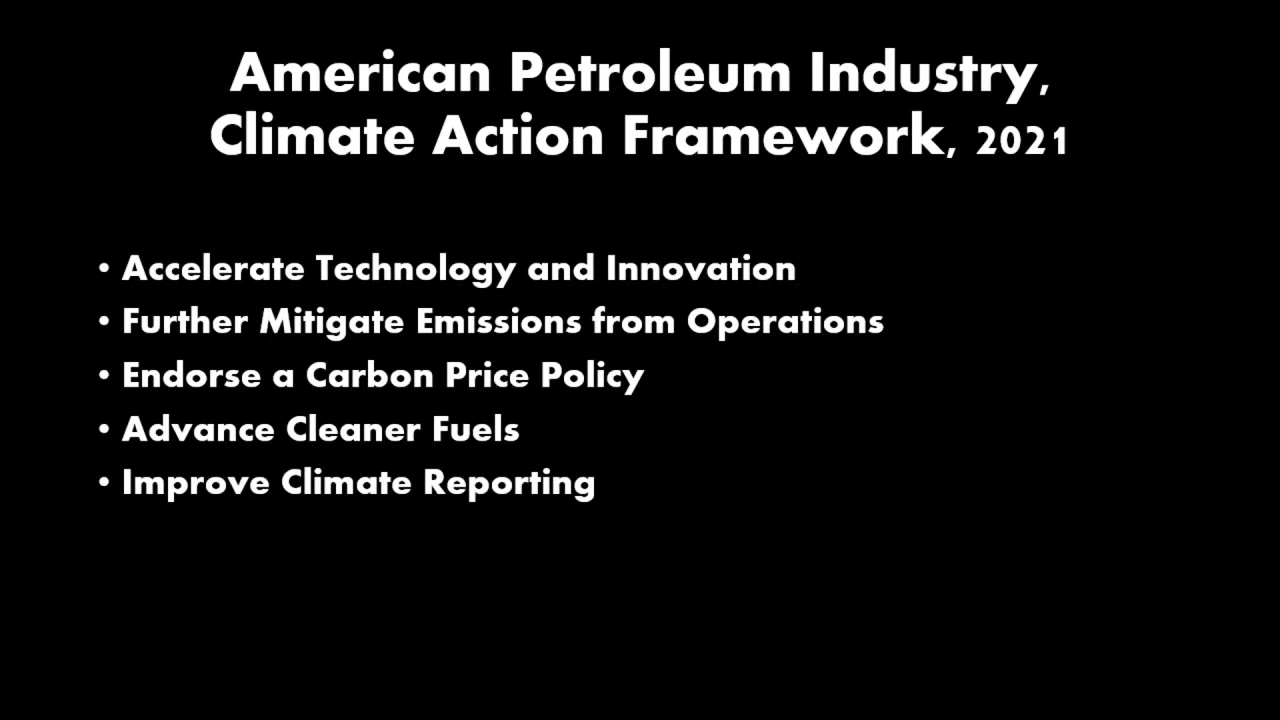 American Petroleum Industry,
Climate Action Framework, 2021
• Accelerate Technology and Innovation
• Further Mitigate Emissions from Operations
• Endorse a Carbon Price Policy
• Advance Cleaner Fuels
• Improve Climate Reporting